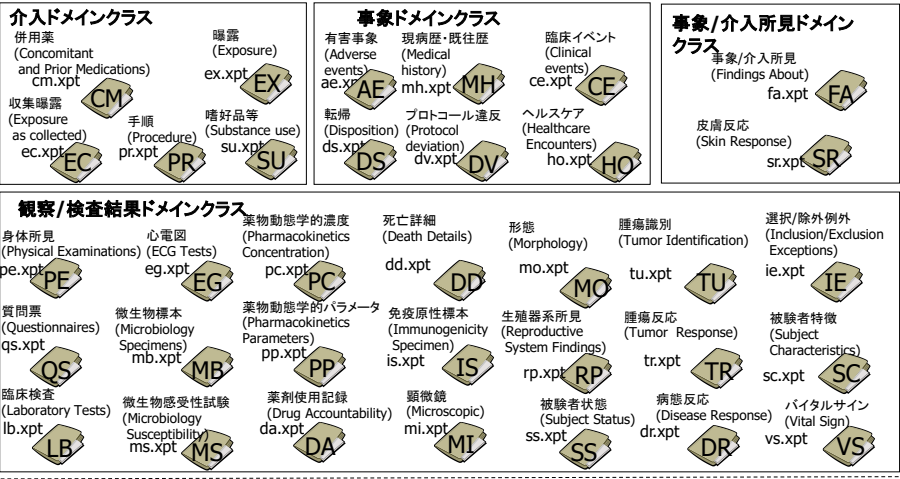 介入ドメインクラス
併用薬
(Concomitant
and Prior Medications)
cm.xpt
CM
曝露
(Exposure)
ex.xpt
EX
収集曝露
(Exposure
as collected)
ec.xpt
EC
手順
(Procedure)
pr.xpt
PR
嗜好品等
(Substance use)
su.xpt
SU
事象ドメインクラス
有害事象
(Adverse
events)
ae.xpt
AE
現病歴・既往歴
(Medical
history)
mh.xpt
MH
臨床イベント
(Clinical
events)
ce.xpt
CE
転帰
(Disposition)
ds.xpt
DS
プロトコール違反
(Protocol
deviation)
dv.xpt
DV
ヘルスケア
(Healthcare
Encounters)
ho.xpt
HO
事象/介入所見ドメイン
クラス
事象/介入所見
(Findings About)
fa.xpt
FA
皮膚反応
(Skin Response)
sr.xpt
SR
観察/検査結果ドメインクラス
身体所見
(Physical Examinations)
pe.xpt
PE
心電図
(ECG Tests)
eg.xpt
EG
薬物動態学的濃度
(Pharmacokinetics
Concentration)
pc.xpt
PC
死亡詳細
(Death Details)
dd.xpt
DD
形態
(Morphology)
mo.xpt
MO
腫瘍識別
(Tumor Identification)
tu.xpt
TU
選択/除外例外
(Inclusion/Exclusion
Exceptions)
ie.xpt
IE
質問票
(Questionnaires)
qs.xpt
QS
微生物標本
(Microbiology
Specimens)
mb.xpt
MB
薬物動態学的パラメータ
(Pharmacokinetics
Parameters)
pp.xpt
PP
免疫原性標本
(Immunogenicity
Specimen)
is.xpt
IS
生殖器系所見
(Reproductive
System Findings)
rp.xpt
RP
腫瘍反応
(Tumor Response)
tr.xpt
TR
被験者特徴
(Subject
Characteristics)
sc.xpt
SC
臨床検査
(Laboratory Tests)
lb.xpt
LB
微生物感受性試験
(Microbiology
Susceptibility)
ms.xpt
MS
薬剤使用記録
(Drug Accountability)
da.xpt
DA
顕微鏡
(Microscopic)
mi.xpt
MI
被験者状態
(Subject Status)
ss.xpt
SS
病態反応
(Disease Response)
dr.xpt
DR
バイタルサイン
(Vital Sign)
vs.xpt
VS